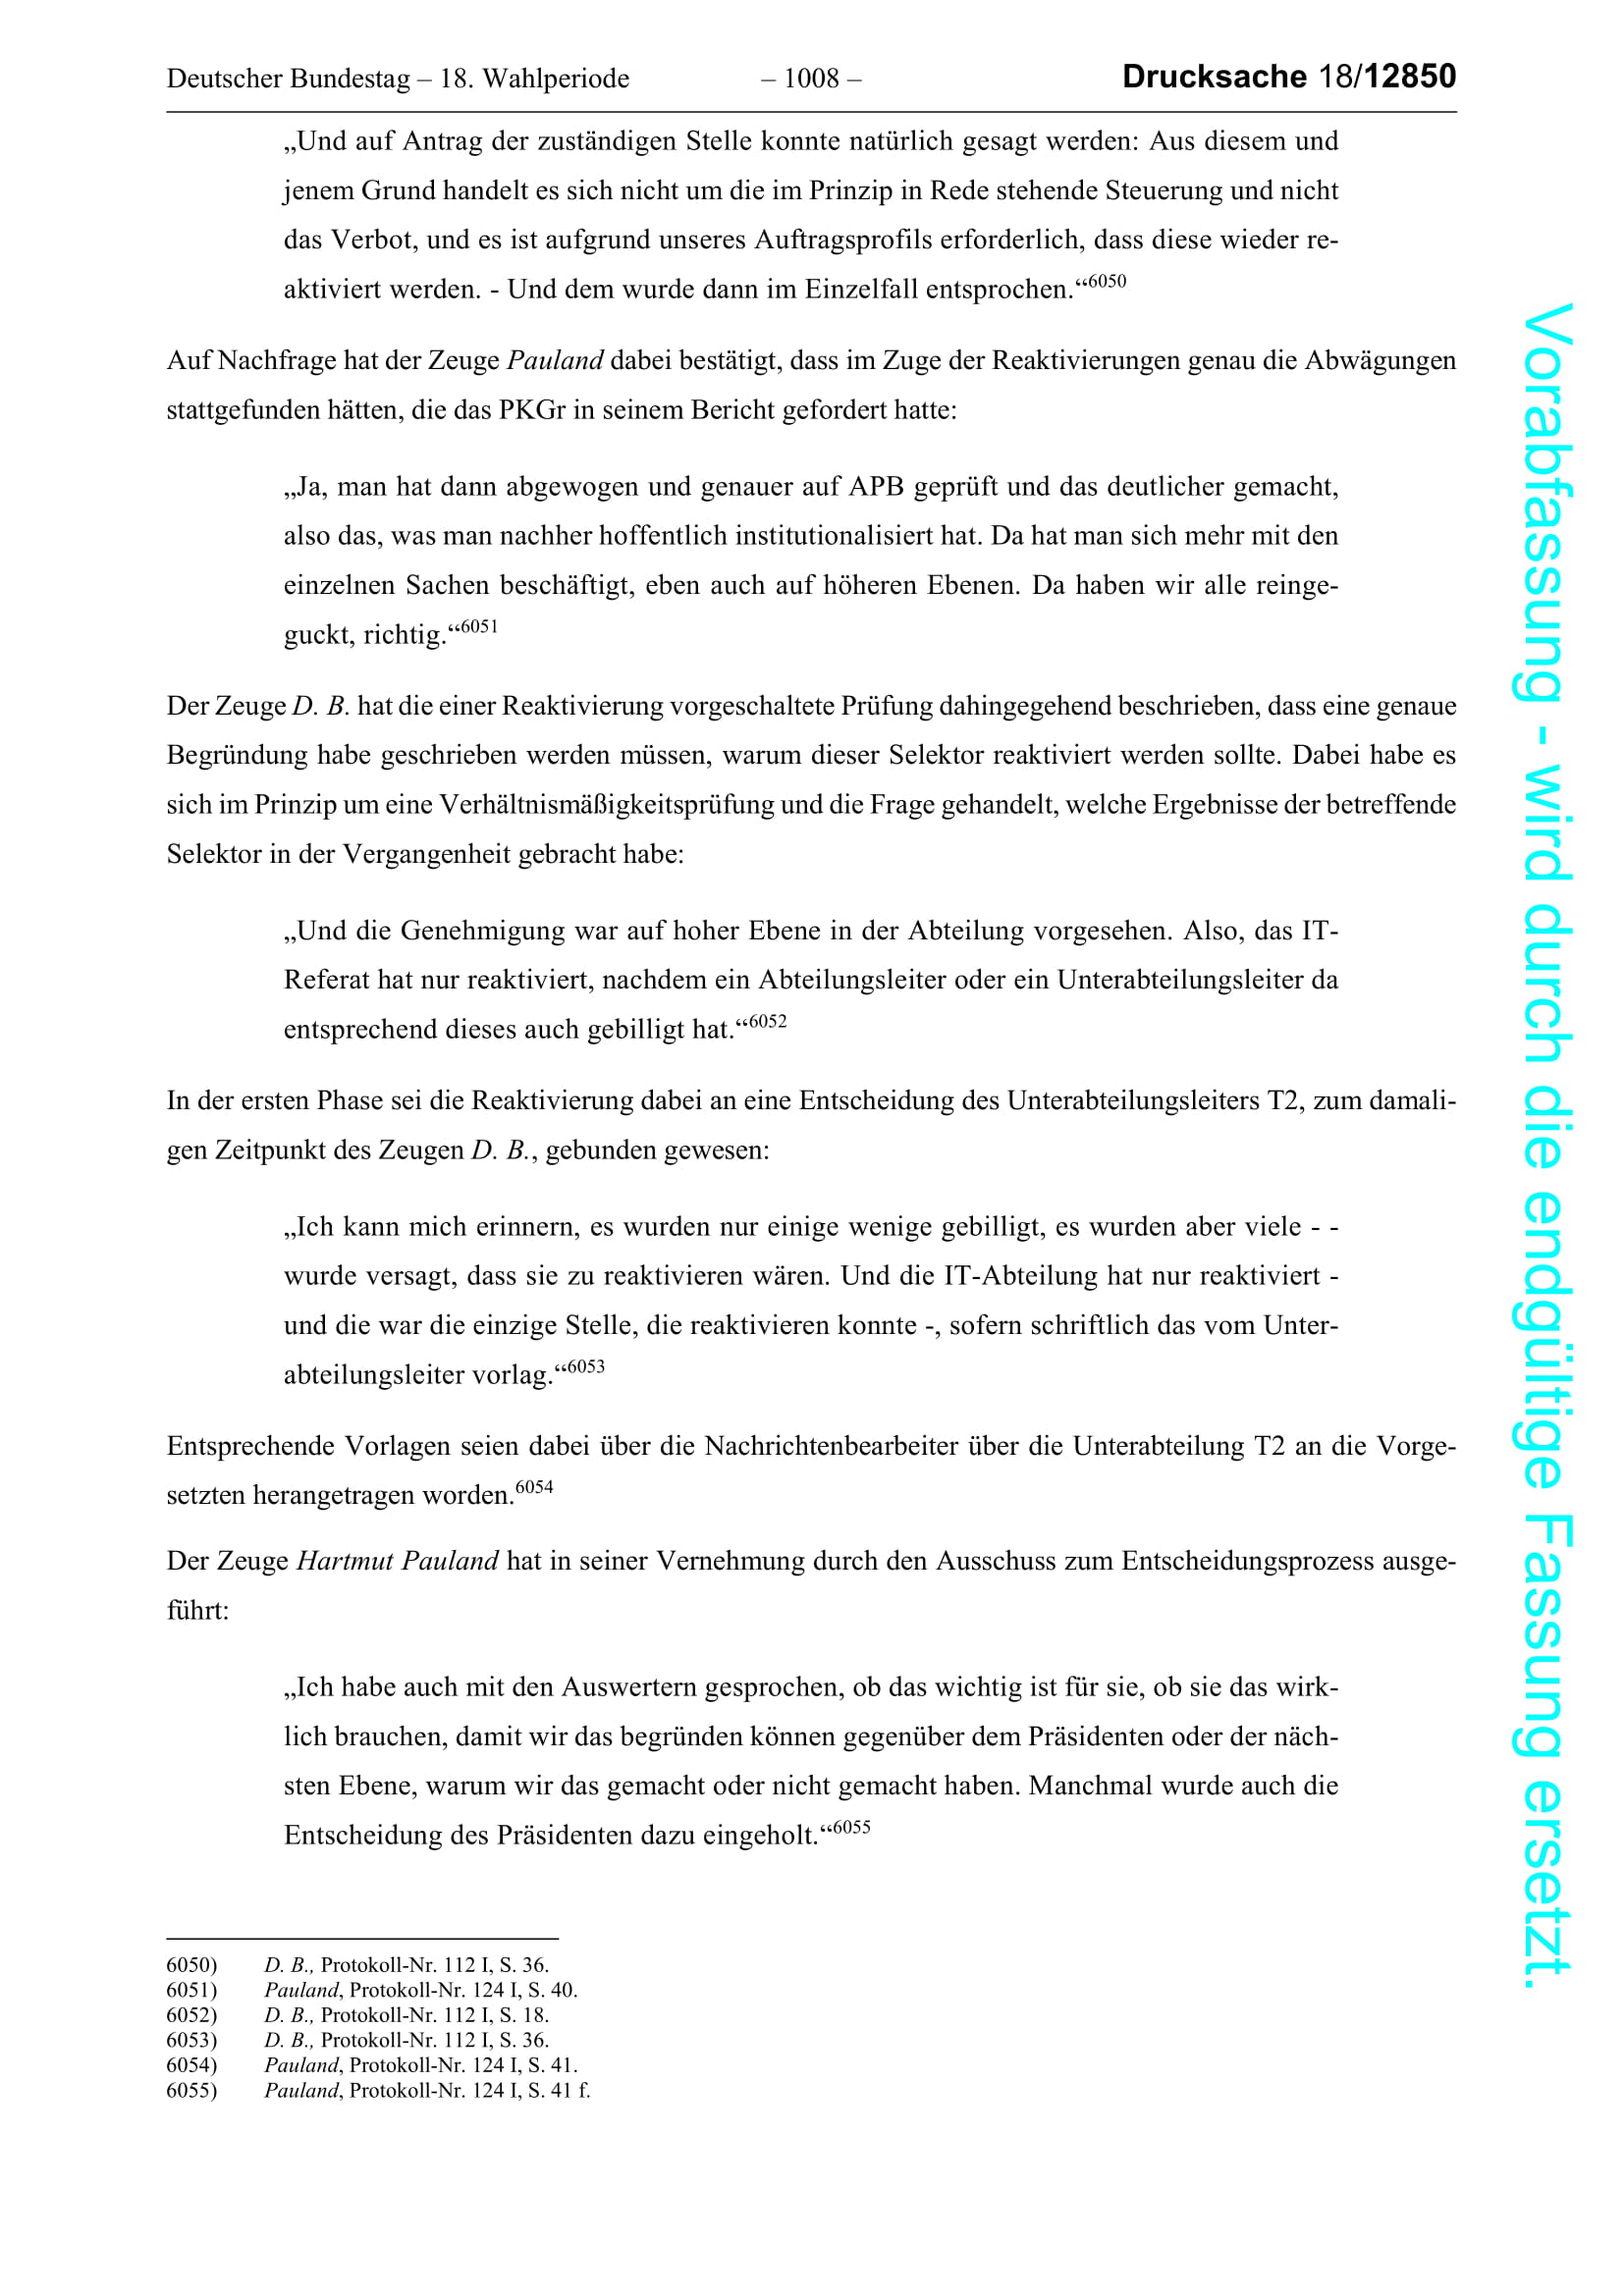 Deutscher Bundestag – 18. Wahlperiode – 1008 – Drucksache 18/12850
„Und auf Antrag der zuständigen Stelle konnte natürlich gesagt werden: Aus diesem und
jenem Grund handelt es sich nicht um die im Prinzip in Rede stehende Steuerung und nicht
das Verbot, und es ist aufgrund unseres Auftragsprofils erforderlich, dass diese wieder re-
aktiviert werden. - Und dem wurde dann im Einzelfall entsprochen.“6050
Auf Nachfrage hat der Zeuge Pauland dabei bestätigt, dass im Zuge der Reaktivierungen genau die Abwägungen
stattgefunden hätten, die das PKGr in seinem Bericht gefordert hatte:
„Ja, man hat dann abgewogen und genauer auf APB geprüft und das deutlicher gemacht,
also das, was man nachher hoffentlich institutionalisiert hat. Da hat man sich mehr mit den
einzelnen Sachen beschäftigt, eben auch auf höheren Ebenen. Da haben wir alle reinge-
guckt, richtig.“6051
Der Zeuge D. B. hat die einer Reaktivierung vorgeschaltete Prüfung dahingegehend beschrieben, dass eine genaue
Begründung habe geschrieben werden müssen, warum dieser Selektor reaktiviert werden sollte. Dabei habe es
sich im Prinzip um eine Verhältnismäßigkeitsprüfung und die Frage gehandelt, welche Ergebnisse der betreffende
Selektor in der Vergangenheit gebracht habe:
„Und die Genehmigung war auf hoher Ebene in der Abteilung vorgesehen. Also, das IT-
Referat hat nur reaktiviert, nachdem ein Abteilungsleiter oder ein Unterabteilungsleiter da
entsprechend dieses auch gebilligt hat.“6052
In der ersten Phase sei die Reaktivierung dabei an eine Entscheidung des Unterabteilungsleiters T2, zum damali-
gen Zeitpunkt des Zeugen D. B., gebunden gewesen:
„Ich kann mich erinnern, es wurden nur einige wenige gebilligt, es wurden aber viele - -
wurde versagt, dass sie zu reaktivieren wären. Und die IT-Abteilung hat nur reaktiviert -
und die war die einzige Stelle, die reaktivieren konnte -, sofern schriftlich das vom Unter-
abteilungsleiter vorlag.“6053
Entsprechende Vorlagen seien dabei über die Nachrichtenbearbeiter über die Unterabteilung T2 an die Vorge-
setzten herangetragen worden.6054
Der Zeuge Hartmut Pauland hat in seiner Vernehmung durch den Ausschuss zum Entscheidungsprozess ausge-
führt:
„Ich habe auch mit den Auswertern gesprochen, ob das wichtig ist für sie, ob sie das wirk-
lich brauchen, damit wir das begründen können gegenüber dem Präsidenten oder der näch-
sten Ebene, warum wir das gemacht oder nicht gemacht haben. Manchmal wurde auch die
Entscheidung des Präsidenten dazu eingeholt.“6055
6050) D. B., Protokoll-Nr. 112 I, S. 36.
6051) Pauland, Protokoll-Nr. 124 I, S. 40.
6052) D. B., Protokoll-Nr. 112 I, S. 18.
6053) D. B., Protokoll-Nr. 112 I, S. 36.
6054) Pauland, Protokoll-Nr. 124 I, S. 41.
6055) Pauland, Protokoll-Nr. 124 I, S. 41 f.
Vorabfassung - wird durch die endgültige Fassung ersetzt.